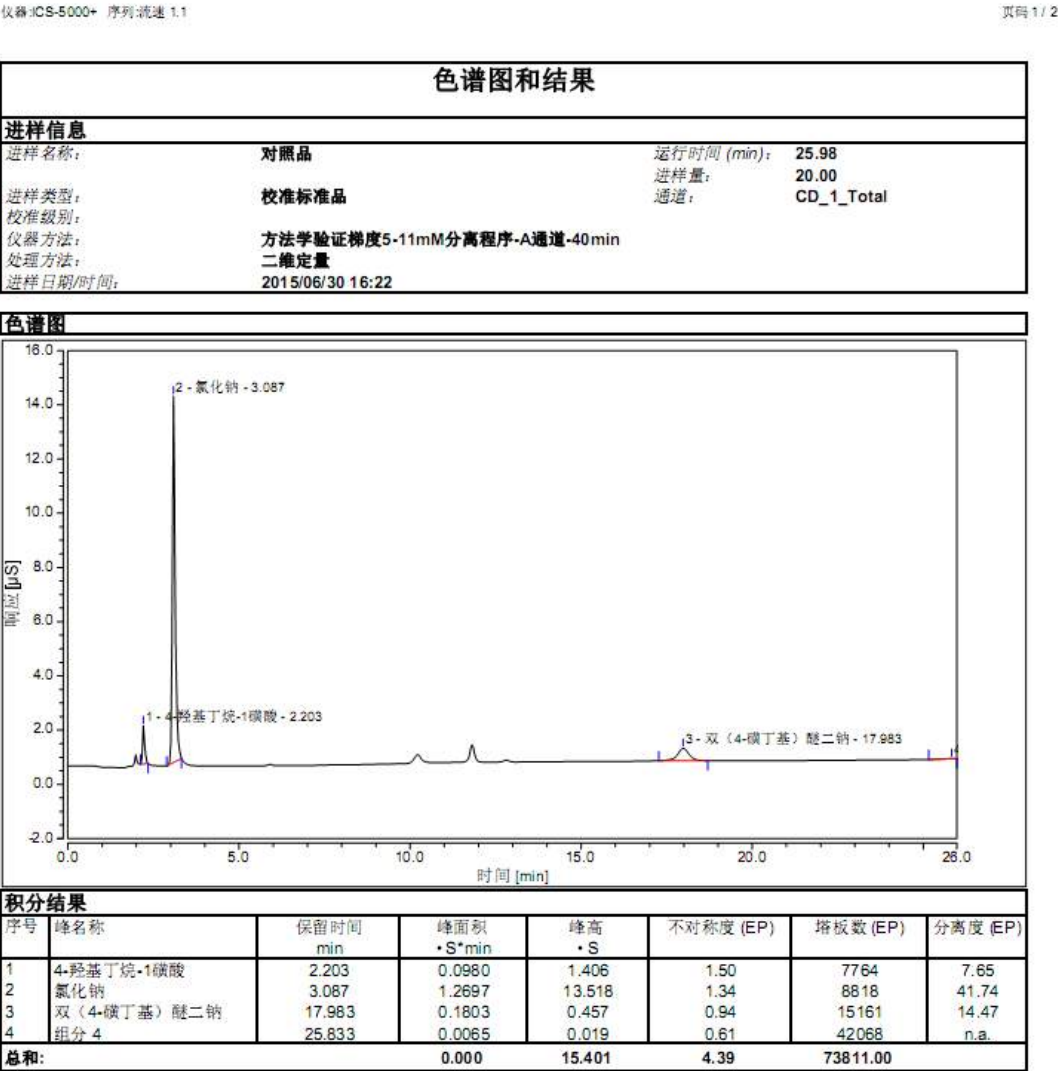 仪器:ICS-5000+ 序列:流速 1.1 页码 1 / 2
色谱图和结果
进样信息
进样名称: 对照品 运行时间 (min): 25.98
进样量: 20.00
进样类型: 校准标准品 通道: CD_1_Total
校准级别:
仪器方法: 方法学验证梯度5-11mM分离程序-A通道-40min
处理方法: 二维定量
进样日期/时间: 2015/06/30 16:22
色谱图
16.0
2 - 氯化钠 - 3.087
14.0
12.0
10.0
8.0
响应 [µS]
6.0
4.0
1 - 4-羟基丁烷-1磺酸 - 2.203
2.0
3 - 双（4-磺丁基）醚二钠 - 17.983
4
0.0
-2.0
0.0 5.0 10.0 15.0 20.0 26.0
时间 [min]
积分结果
序号 峰名称 保留时间 峰面积 峰高 不对称度 (EP) 塔板数 (EP) 分离度 (EP)
min •S*min •S
1 4-羟基丁烷-1磺酸 2.203 0.0980 1.406 1.50 7764 7.65
2 氯化钠 3.087 1.2697 13.518 1.34 8818 41.74
3 双（4-磺丁基）醚二钠 17.983 0.1803 0.457 0.94 15161 14.47
4 组分 4 25.833 0.0065 0.019 0.61 42068 n.a.
总和: 0.000 15.401 4.39 73811.00